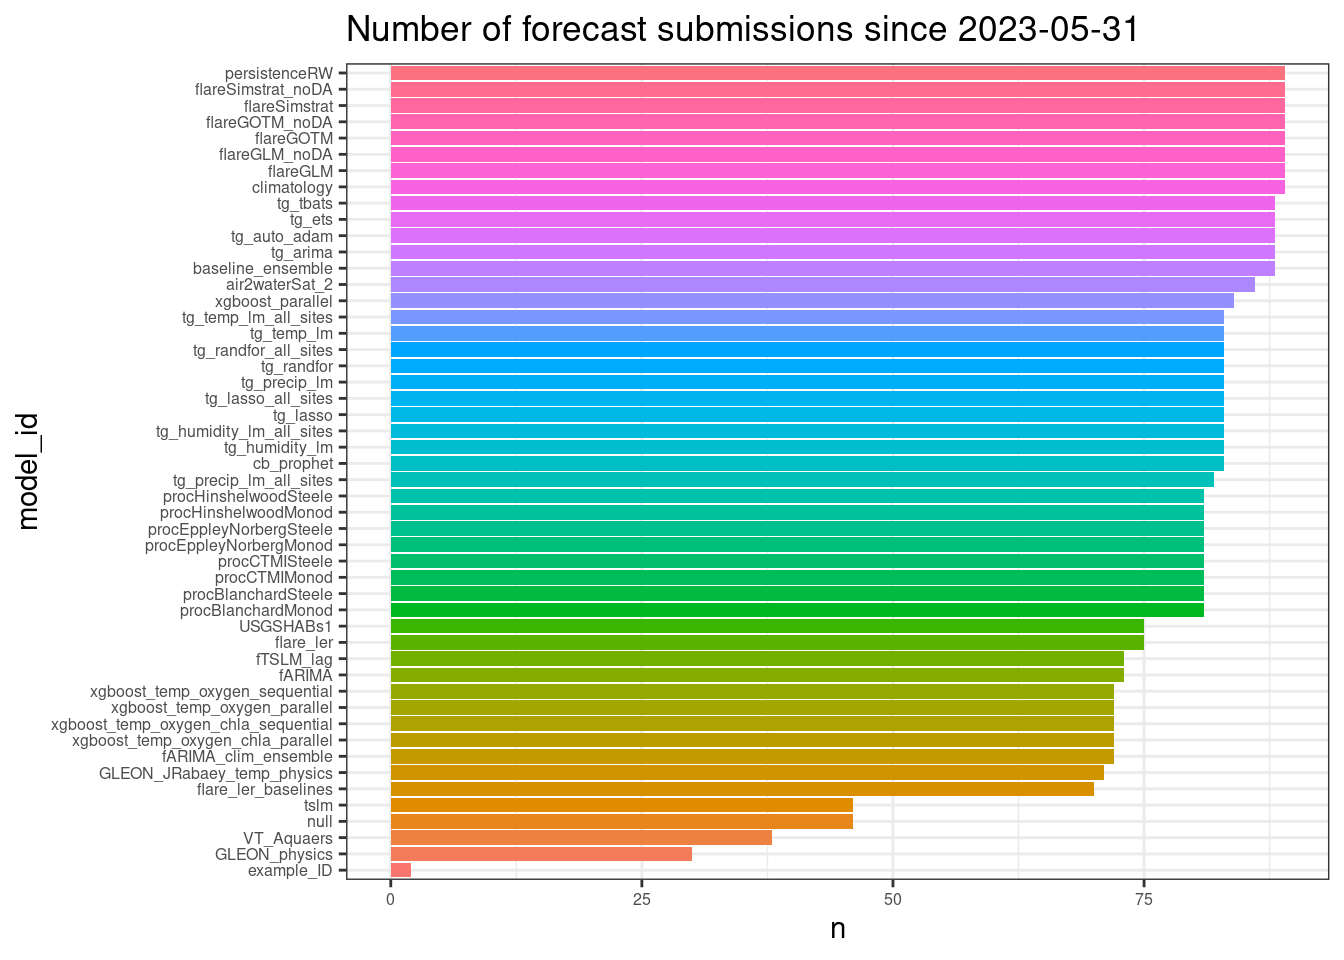 Number of forecast submissions since 2023-05-31
persistenceRW
flareSimstrat_noDA
flareSimstrat
flareGOTM_noDA
flareGOTM
flareGLM_noDA
flareGLM
climatology
tg_tbats
tg_ets
tg_auto_adam
tg_arima
baseline_ensemble
air2waterSat_2
xgboost_parallel
tg_temp_lm_all_sites
tg_temp_lm
tg_randfor_all_sites
tg_randfor
tg_precip_lm
tg_lasso_all_sites
tg_lasso
tg_humidity_lm_all_sites
tg_humidity_lm
cb_prophet
tg_precip_lm_all_sites
procHinshelwoodSteele
procHinshelwoodMonod
procEppleyNorbergSteele
procEppleyNorbergMonod
procCTMISteele
procCTMIMonod
procBlanchardSteele
procBlanchardMonod
USGSHABs1
flare_ler
fTSLM_lag
fARIMA
xgboost_temp_oxygen_sequential
xgboost_temp_oxygen_parallel
xgboost_temp_oxygen_chla_sequential
xgboost_temp_oxygen_chla_parallel
fARIMA_clim_ensemble
GLEON_JRabaey_temp_physics
flare_ler_baselines
tslm
null
VT_Aquaers
GLEON_physics
example_ID
model_id
0 25 50 75
n